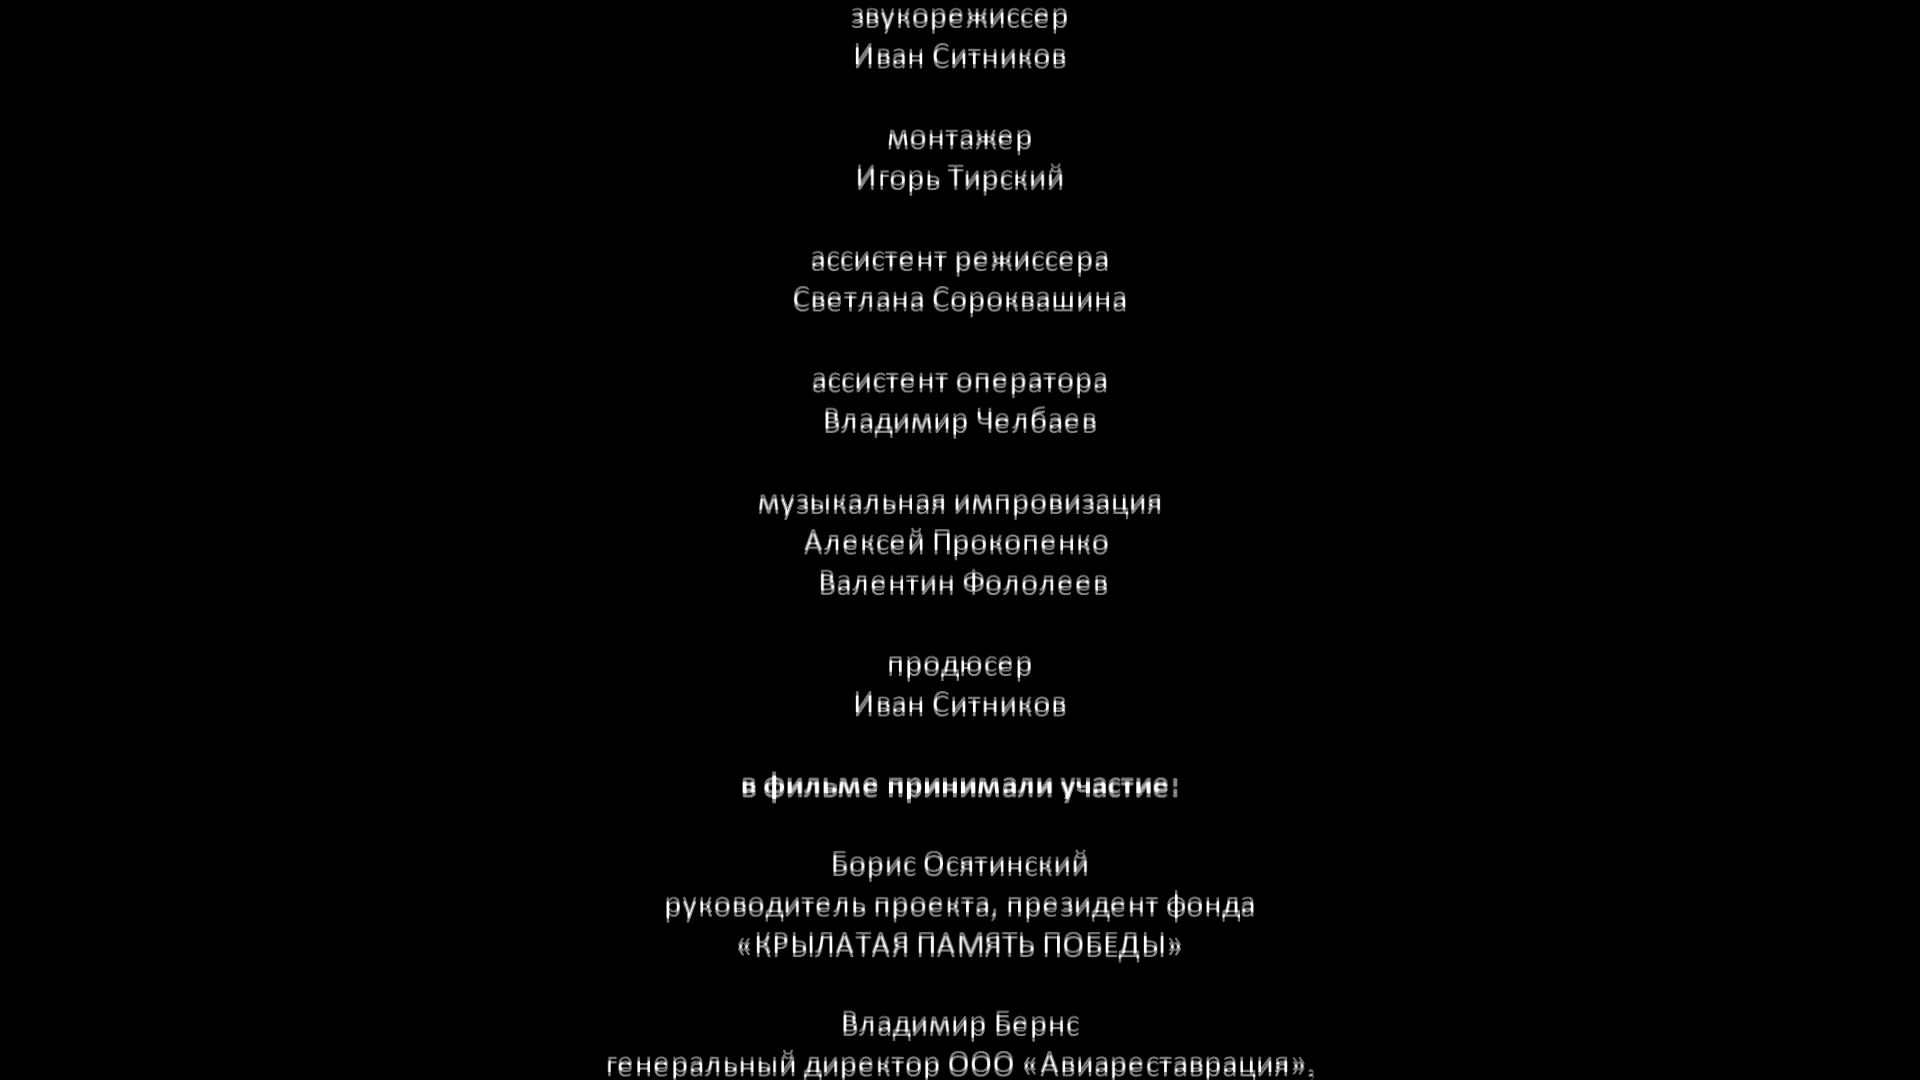 звукорежиссер
Иван Ситников
монтажер
Игорь Тирский
ассистент режиссера
Светлана Сороквашина
ассистент оператора
Владимир Челбаев
музыкальная импровизация
Алексей Прокопенко
Валентин Фололеев
продюсер
Иван Ситников
в фильме принимали участие:
Борис Осятинский
руководитель проекта, президент фонда
«КРЫЛАТАЯ ПАМЯТЬ ПОБЕДЫ»
Владимир Бернс
генеральный директор ООО «Авиареставрация»,